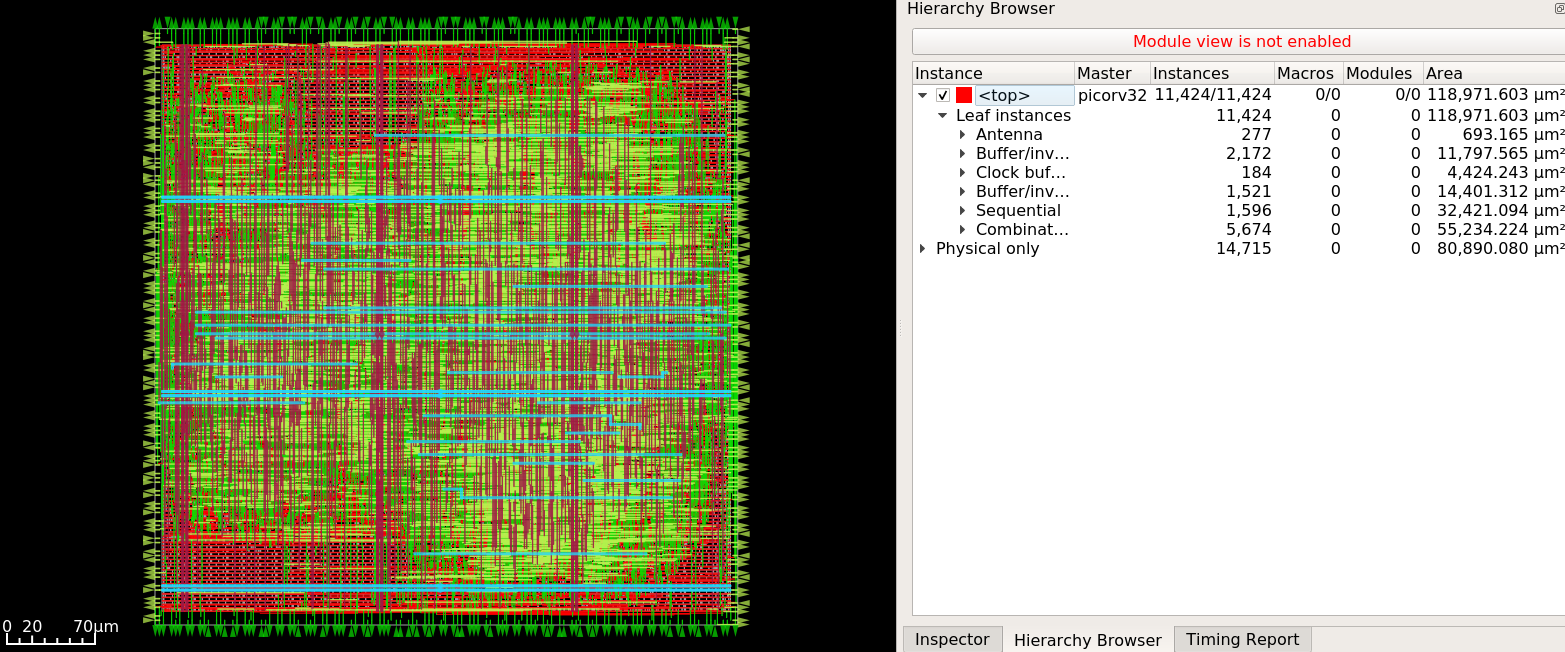 Hierarchy Browser
Module view is not enabled
Instance Master Instances Macros Modules Area
<top> picorv32 11,424/11,424 0/0 0/0 118,971.603 µm²
Leaf instances 11,424 0 0 118,971.603 µm²
Antenna 277 0 0 693.165 µm²
Buffer/inv... 2,172 0 0 11,797.565 µm²
Clock buf... 184 0 0 4,424.243 µm²
Buffer/inv... 1,521 0 0 14,401.312 µm²
Sequential 1,596 0 0 32,421.094 µm²
Combinat... 5,674 0 0 55,234.224 µm²
Physical only 14,715 0 0 80,890.080 µm²
0 20 70µm
Inspector Hierarchy Browser Timing Report